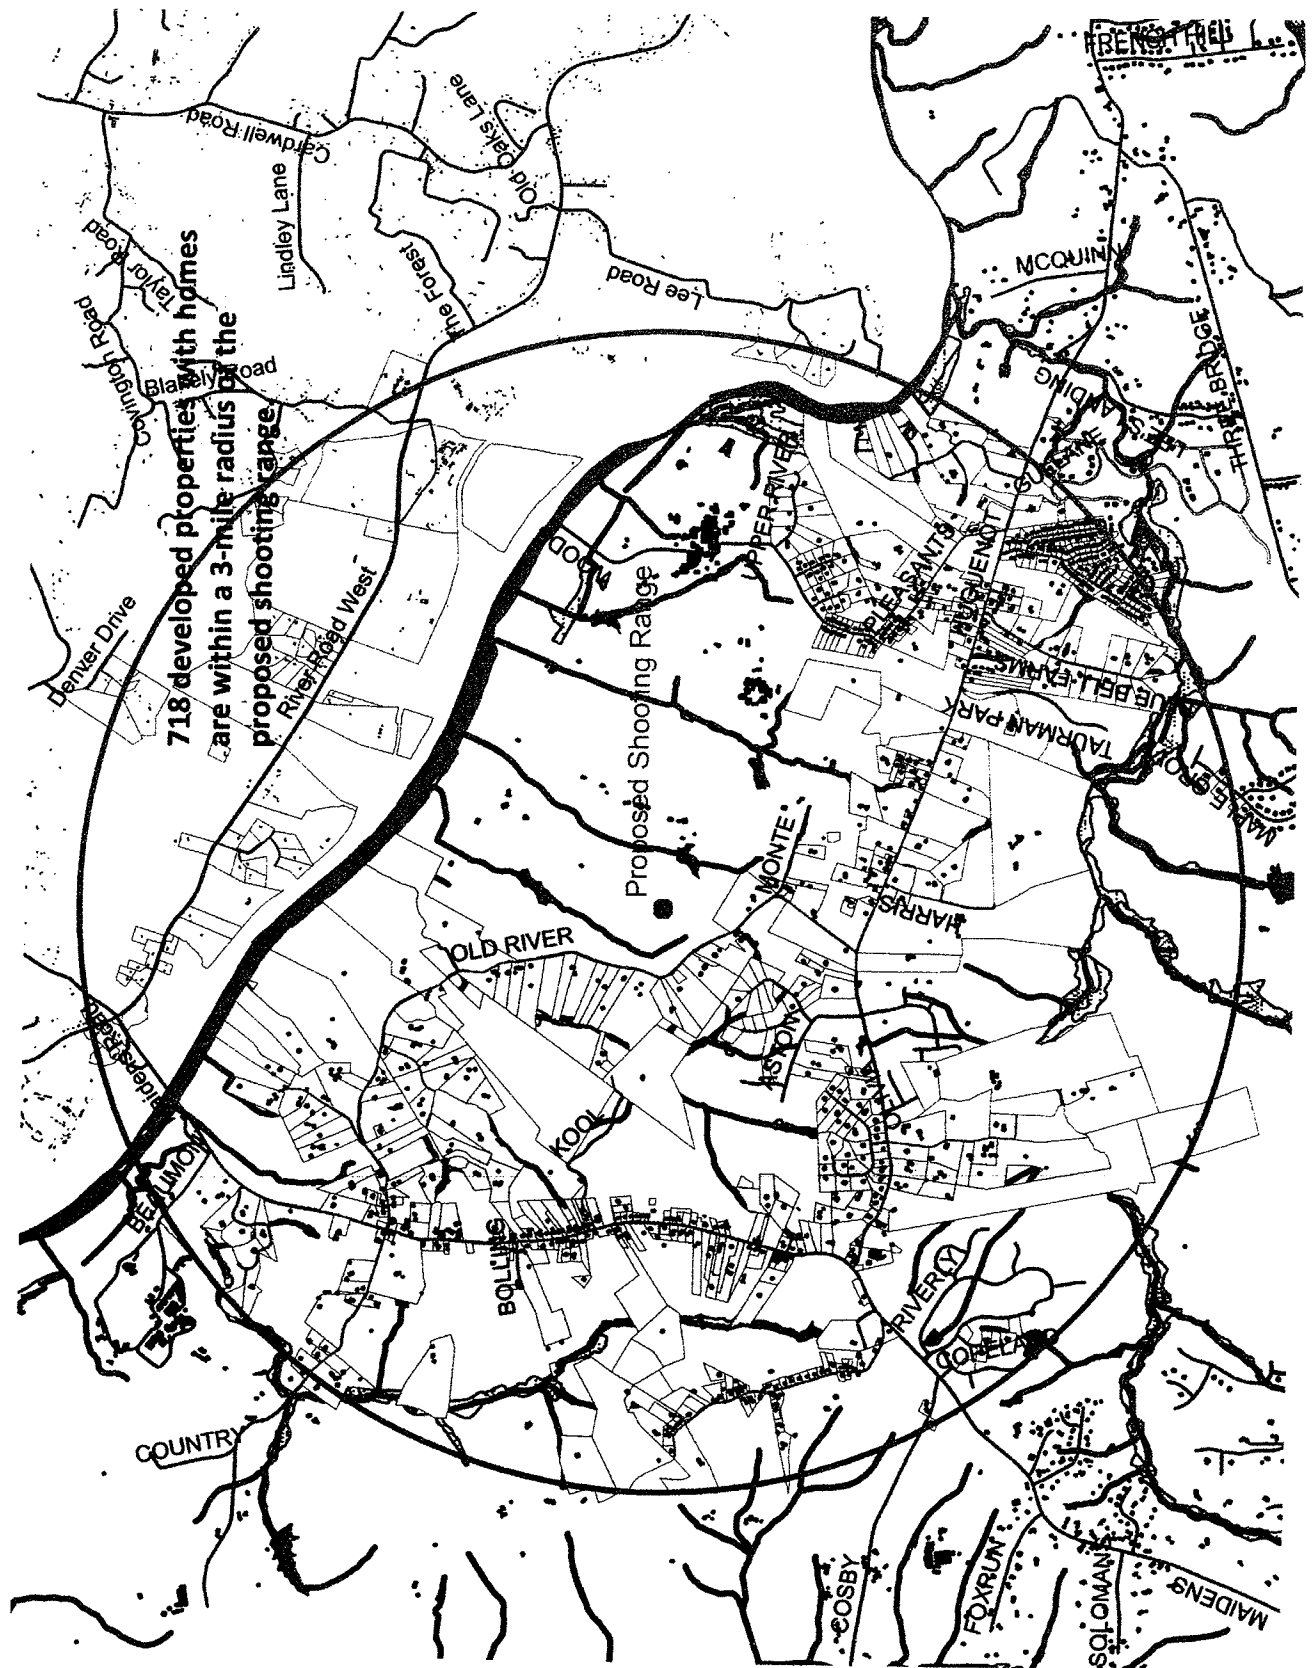 718 developed properties with homes
are within a 3-mile radius of the
proposed shooting range.
Proposed Shooting Range
Cardwell Road
Lindley Lane
Old Oaks Lane
Taylor Road
Covington Road
Blakely Road
The Forest
Lee Road
Denver Drive
River Road West
MCQUINN
THREE BRIDGE
UPPER RIVER
PLEASANTS
HUGUENOT
TAURMAN PARK
MONTE
HARRIS
OLD RIVER
ASTON
KOOL
BEAUMONT
BOLLING
RIVERLY
COPELAND
COUNTRY
COSBY
FOXRUN
SOLOMANS
MAIDENS